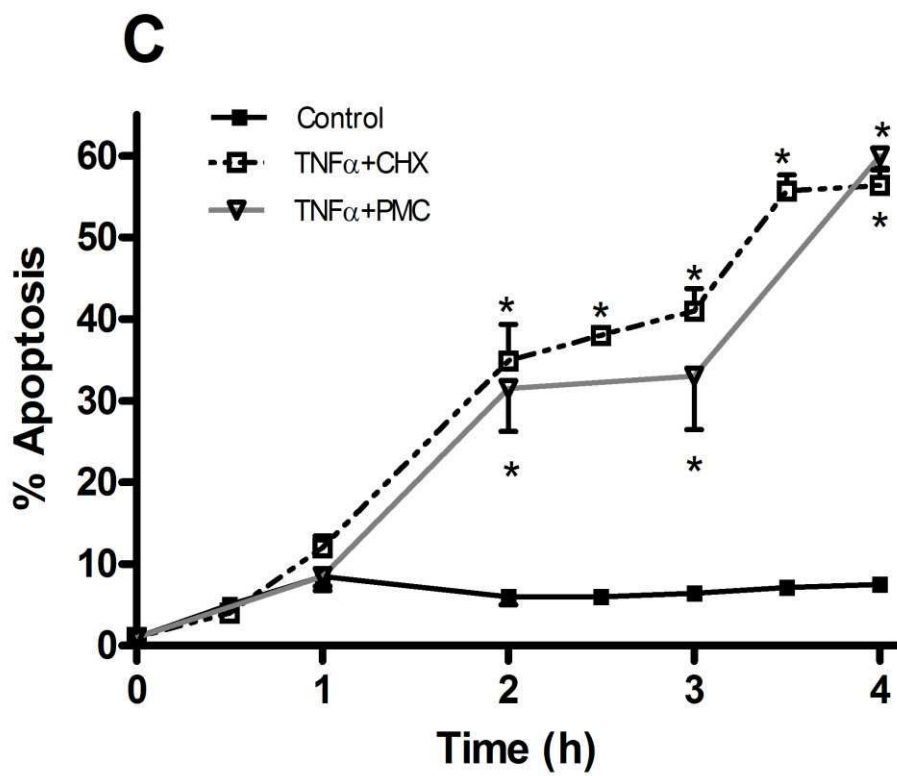 C
Control
TNFα+CHX
TNFα+PMC
% Apoptosis
60
50
40
30
20
10
0
* * * * * * * * *
0 1 2 3 4
Time (h)